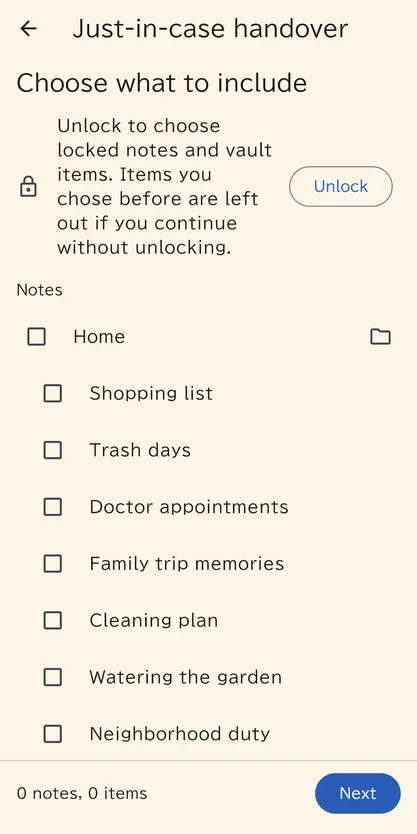 Just-in-case handover
Choose what to include
Unlock to choose
locked notes and vault
items. Items you
chose before are left
out if you continue
without unlocking.
Unlock
Notes
Home
Shopping list
Trash days
Doctor appointments
Family trip memories
Cleaning plan
Watering the garden
Neighborhood duty
0 notes, 0 items
Next